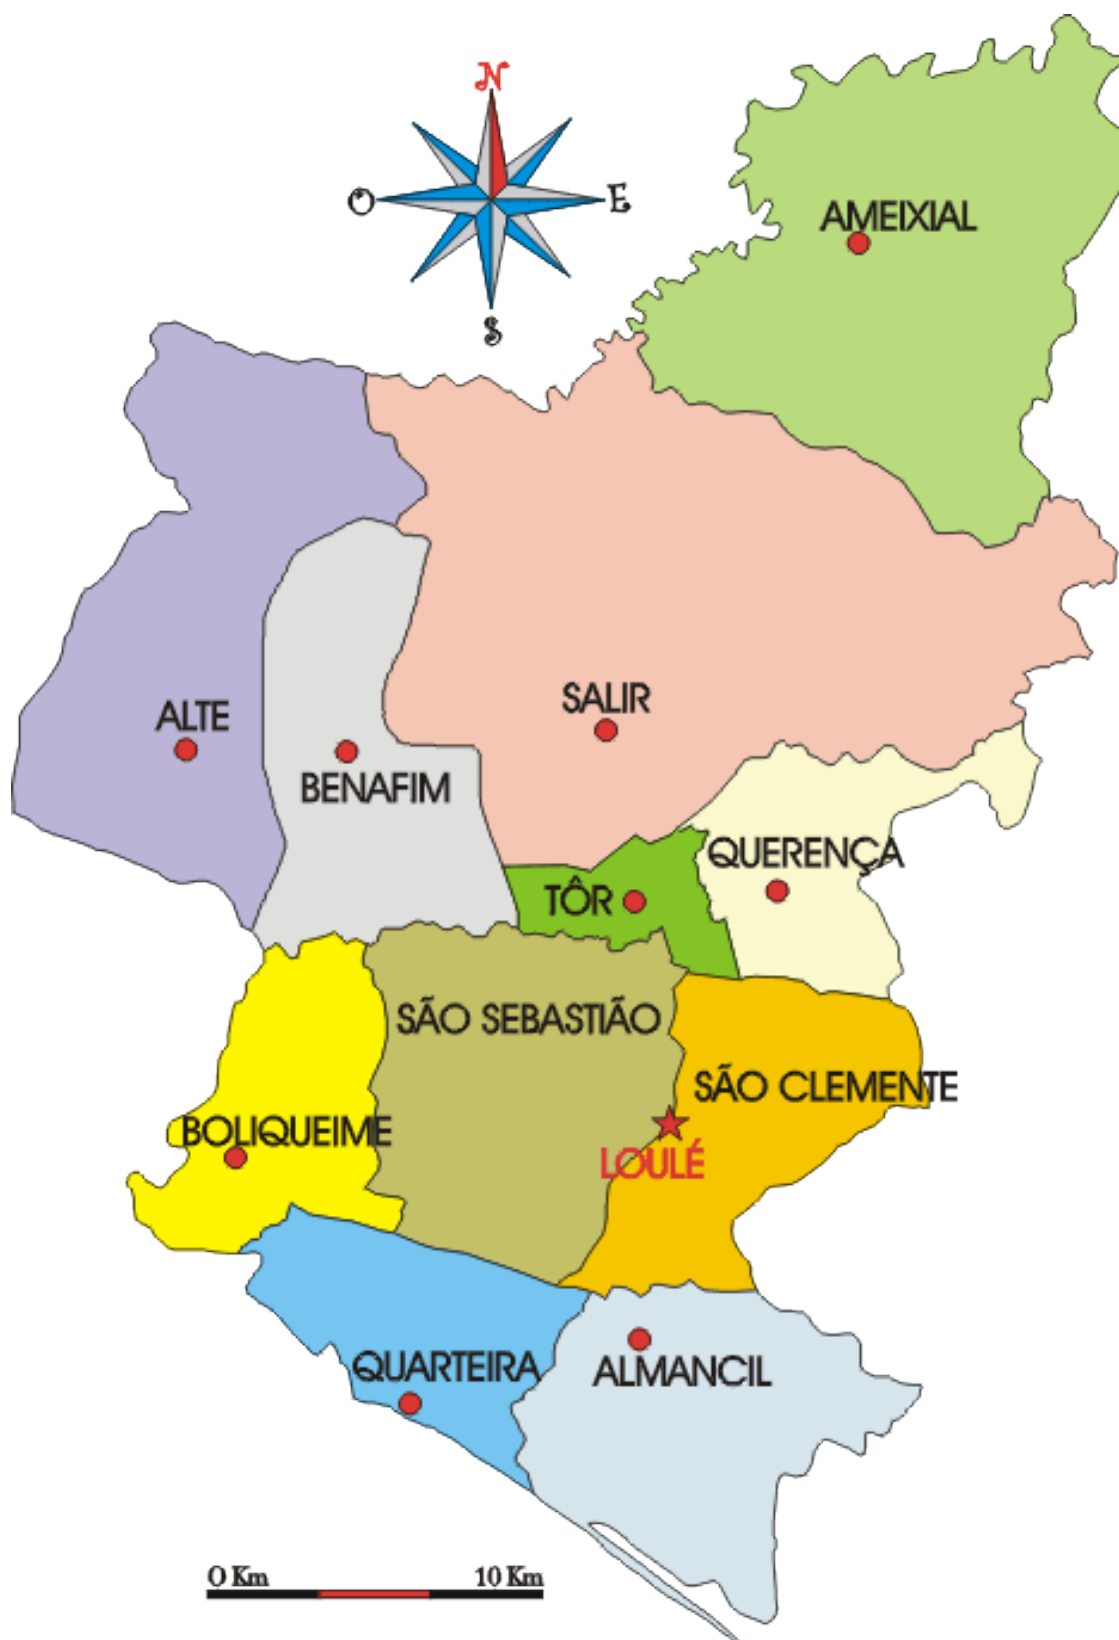 N
O
E
S
AMEIXIAL
ALTE
SALIR
BENAFIM
QUERENÇA
TÔR
SÃO SEBASTIÃO
SÃO CLEMENTE
BOLIQUEIME
LOULÉ
QUARTEIRA
ALMANCIL
0 Km 10 Km